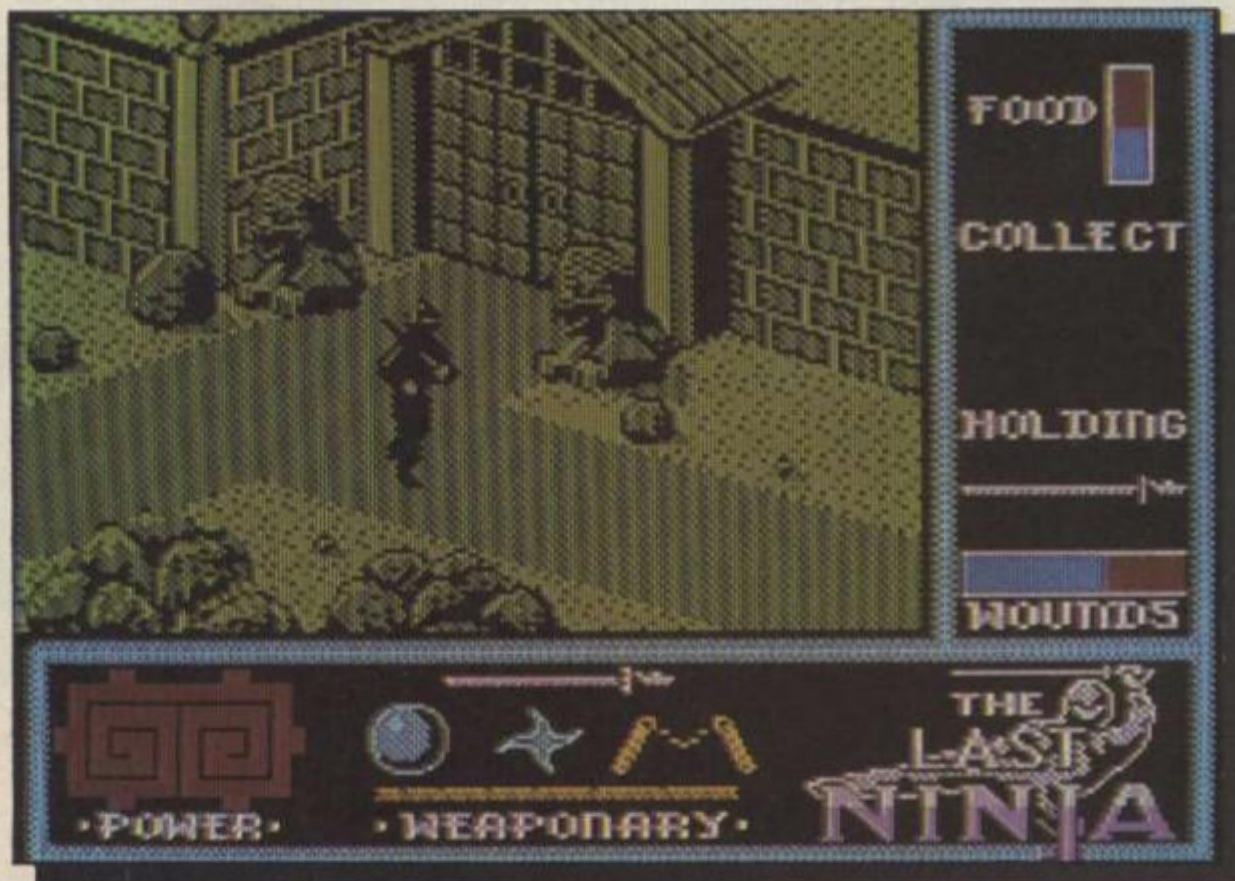 FOOD
COLLECT
HOLDING
WOUNDS
·POWER·
·WEAPONARY·
THE
LAST
NINJA